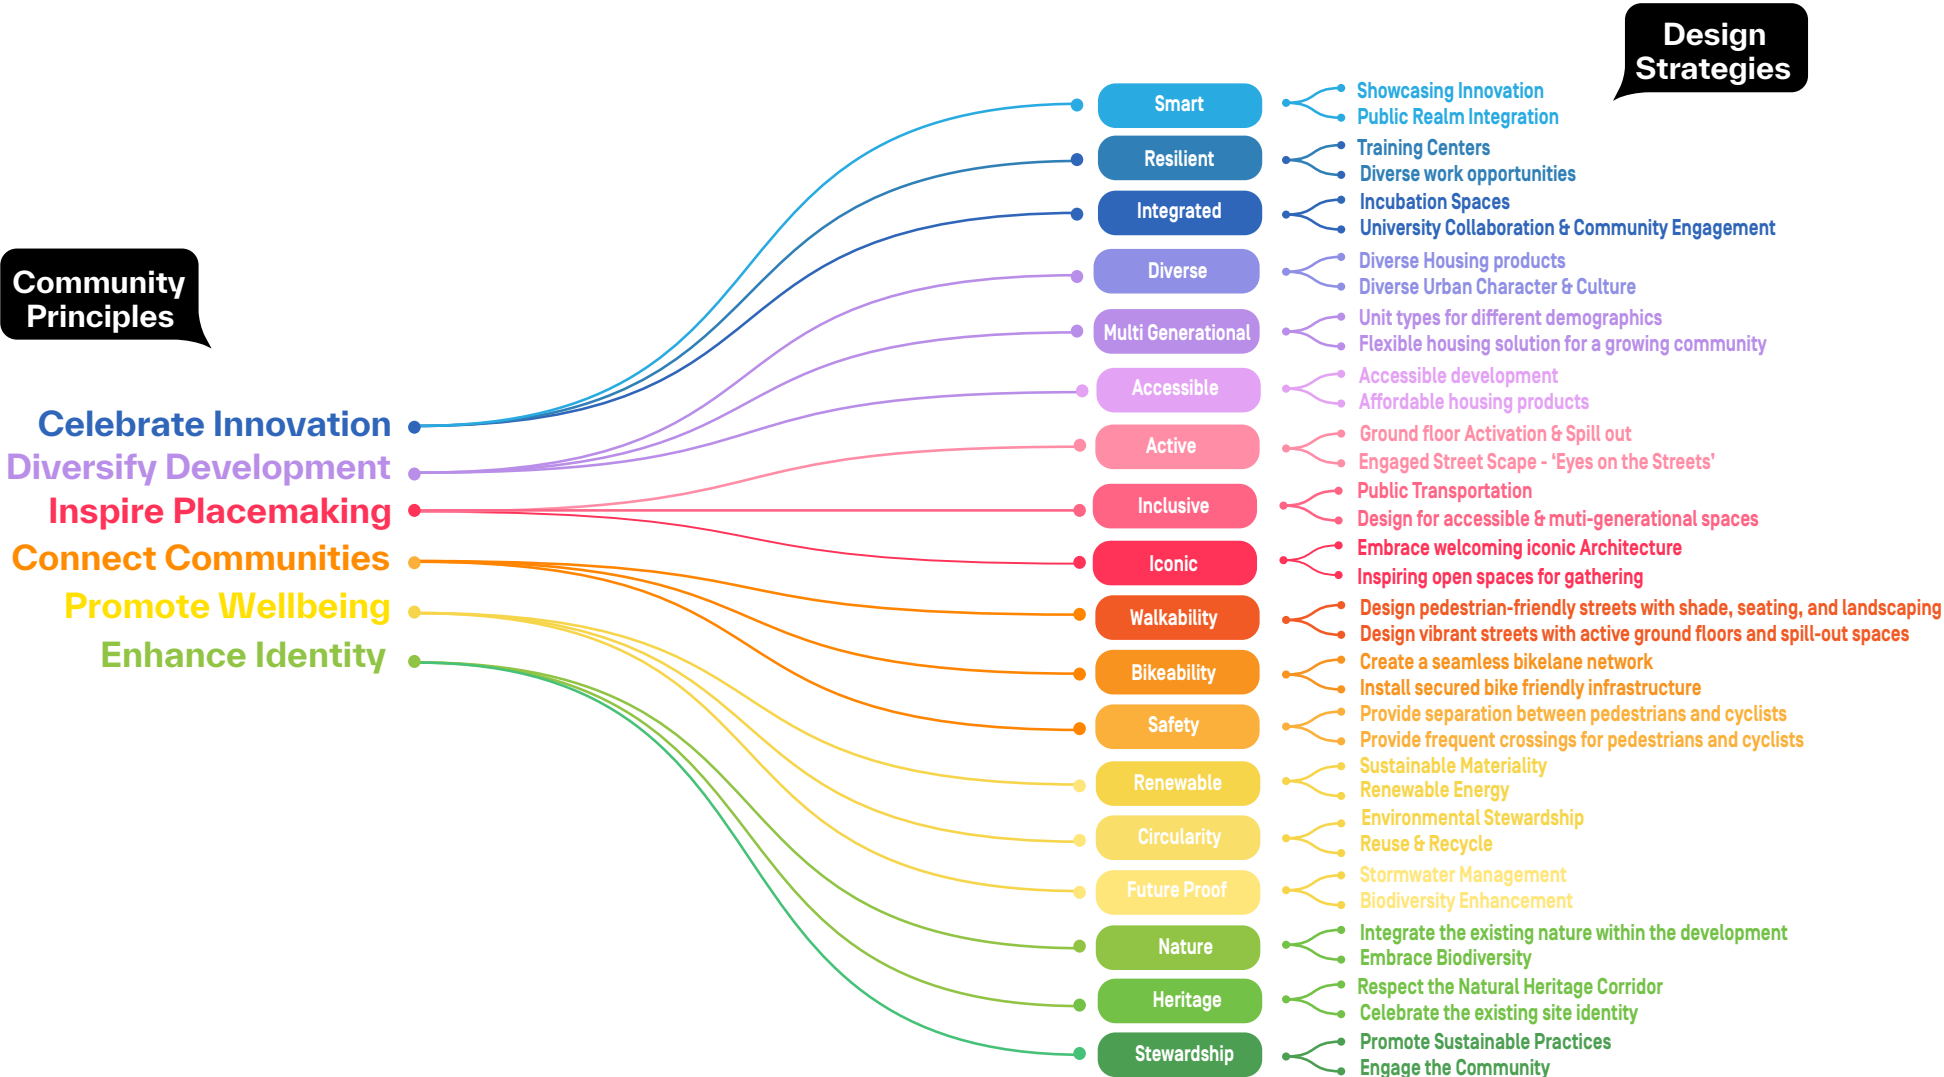 Design
Strategies
Community
Principles
Celebrate Innovation
Diversify Development
Inspire Placemaking
Connect Communities
Promote Wellbeing
Enhance Identity
Smart
Showcasing Innovation
Public Realm Integration
Resilient
Training Centers
Diverse work opportunities
Integrated
Incubation Spaces
University Collaboration & Community Engagement
Diverse
Diverse Housing products
Diverse Urban Character & Culture
Multi Generational
Unit types for different demographics
Flexible housing solution for a growing community
Accessible
Accessible development
Affordable housing products
Active
Ground floor Activation & Spill out
Engaged Street Scape - ‘Eyes on the Streets’
Inclusive
Public Transportation
Design for accessible & muti-generational spaces
Iconic
Embrace welcoming iconic Architecture
Inspiring open spaces for gathering
Walkability
Design pedestrian-friendly streets with shade, seating, and landscaping
Design vibrant streets with active ground floors and spill-out spaces
Bikeability
Create a seamless bikelane network
Install secured bike friendly infrastructure
Safety
Provide separation between pedestrians and cyclists
Provide frequent crossings for pedestrians and cyclists
Renewable
Sustainable Materiality
Renewable Energy
Circularity
Environmental Stewardship
Reuse & Recycle
Future Proof
Stormwater Management
Biodiversity Enhancement
Nature
Integrate the existing nature within the development
Embrace Biodiversity
Heritage
Respect the Natural Heritage Corridor
Celebrate the existing site identity
Stewardship
Promote Sustainable Practices
Engage the Community